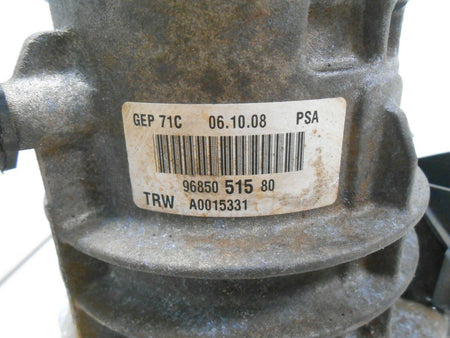 GEP 71C 06.10.08 PSA
96850 515 80
TRW A0015331